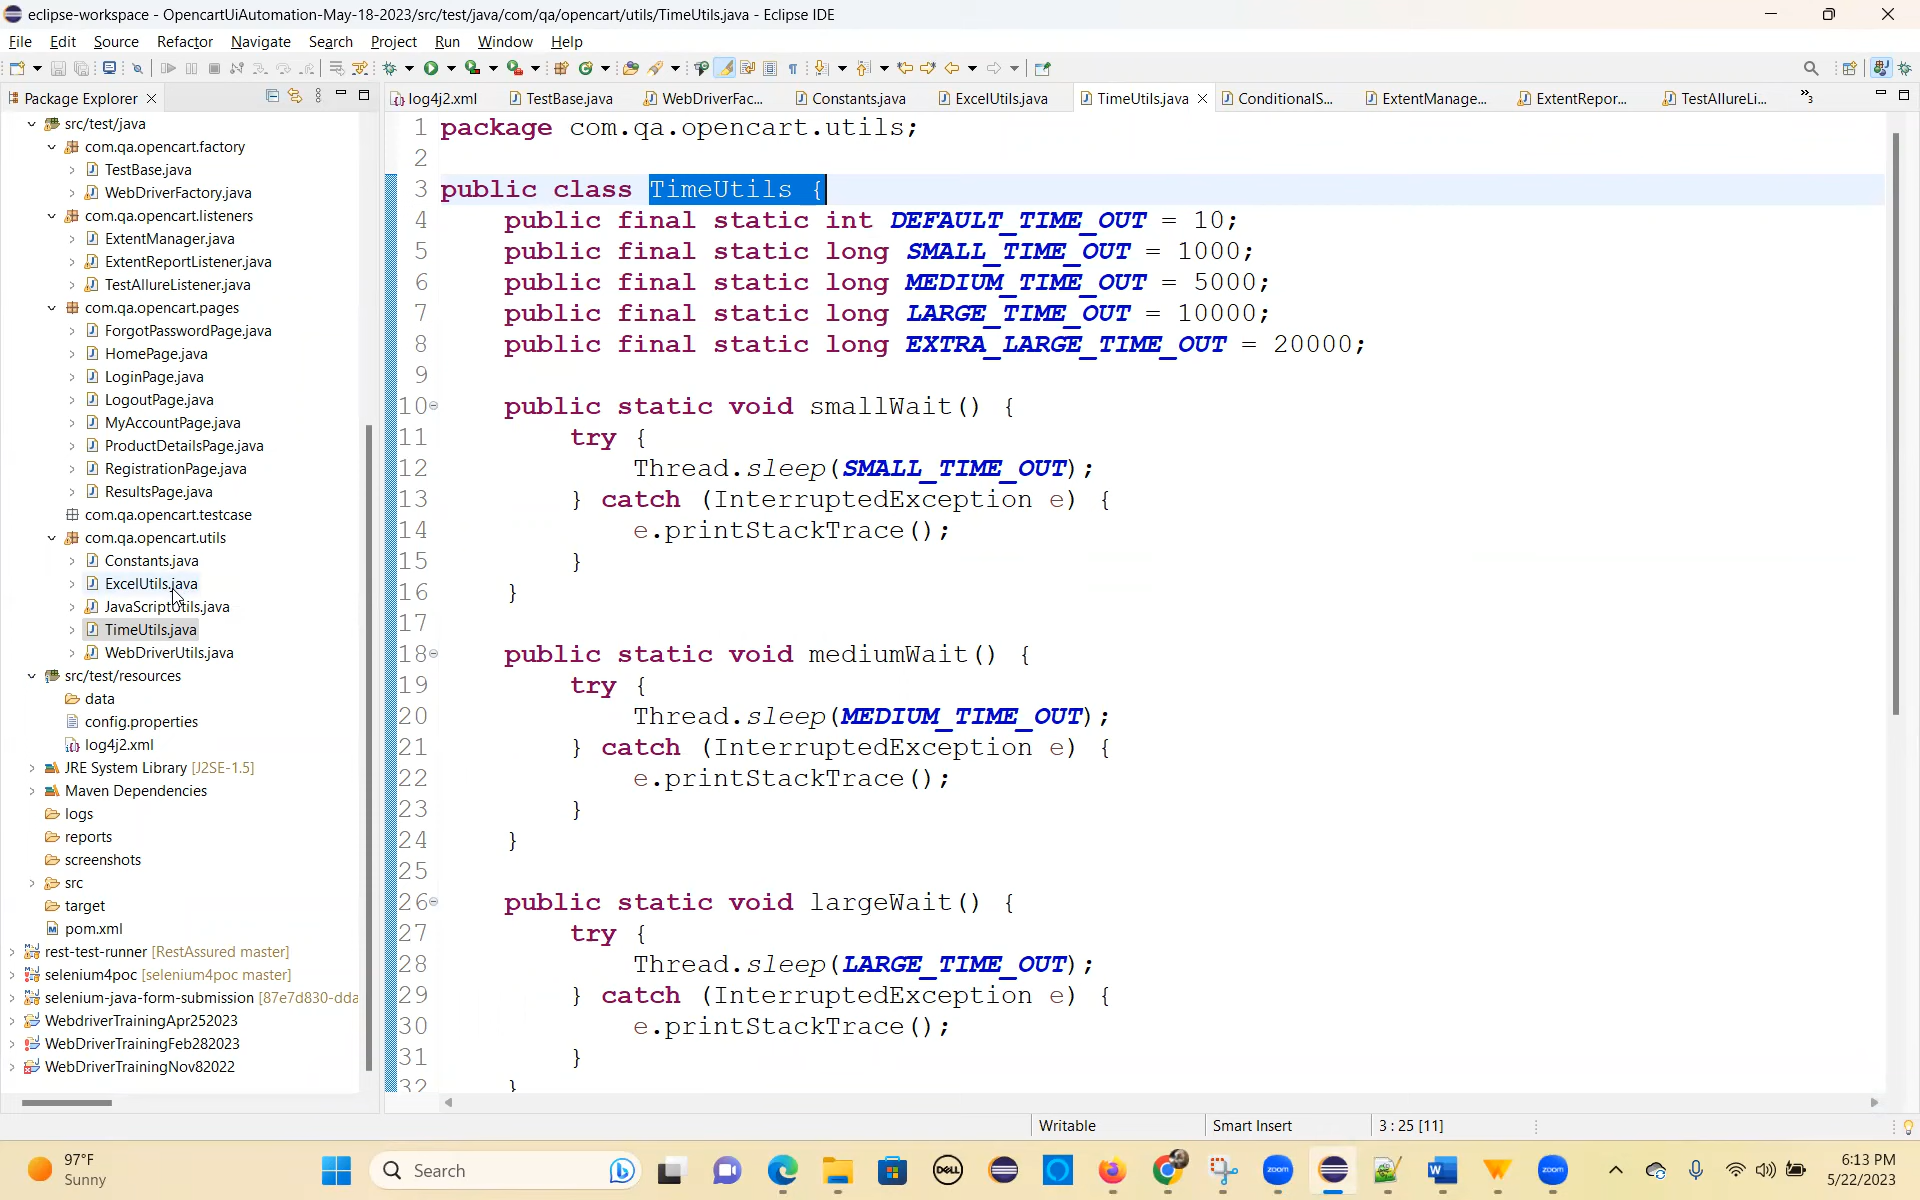 eclipse-workspace - OpencartUiAutomation-May-18-2023/src/test/java/com/qa/opencart/utils/TimeUtils.java - Eclipse IDE
File Edit Source Refactor Navigate Search Project Run Window Help
Package Explorer
log4j2.xml TestBase.java WebDriverFac... Constants.java ExcelUtils.java TimeUtils.java ConditionalS... ExtentManage... ExtentRepor... TestAllureLi... »3
src/test/java
com.qa.opencart.factory
TestBase.java
WebDriverFactory.java
com.qa.opencart.listeners
ExtentManager.java
ExtentReportListener.java
TestAllureListener.java
com.qa.opencart.pages
ForgotPasswordPage.java
HomePage.java
LoginPage.java
LogoutPage.java
MyAccountPage.java
ProductDetailsPage.java
RegistrationPage.java
ResultsPage.java
com.qa.opencart.testcase
com.qa.opencart.utils
Constants.java
ExcelUtils.java
JavaScriptUtils.java
TimeUtils.java
WebDriverUtils.java
src/test/resources
data
config.properties
log4j2.xml
JRE System Library [J2SE-1.5]
Maven Dependencies
logs
reports
screenshots
src
target
pom.xml
rest-test-runner [RestAssured master]
selenium4poc [selenium4poc master]
selenium-java-form-submission [87e7d830-dda
WebdriverTrainingApr252023
WebDriverTrainingFeb282023
WebDriverTrainingNov82022
1 package com.qa.opencart.utils;
2
3 public class TimeUtils {
4 public final static int DEFAULT_TIME_OUT = 10;
5 public final static long SMALL_TIME_OUT = 1000;
6 public final static long MEDIUM_TIME_OUT = 5000;
7 public final static long LARGE_TIME_OUT = 10000;
8 public final static long EXTRA_LARGE_TIME_OUT = 20000;
9
10 public static void smallWait() {
11 try {
12 Thread.sleep(SMALL_TIME_OUT);
13 } catch (InterruptedException e) {
14 e.printStackTrace();
15 }
16 }
17
18 public static void mediumWait() {
19 try {
20 Thread.sleep(MEDIUM_TIME_OUT);
21 } catch (InterruptedException e) {
22 e.printStackTrace();
23 }
24 }
25
26 public static void largeWait() {
27 try {
28 Thread.sleep(LARGE_TIME_OUT);
29 } catch (InterruptedException e) {
30 e.printStackTrace();
31 }
32 }
Writable Smart Insert 3 : 25 [11]
97°F
Sunny
Search
DELL
zoom
zoom
6:13 PM
5/22/2023